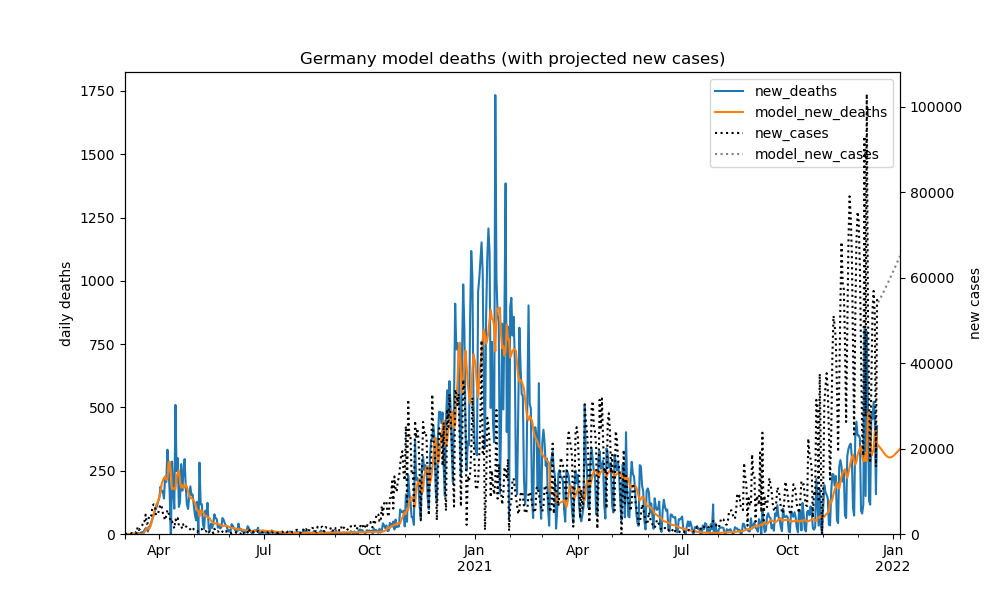 Germany model deaths (with projected new cases)
new_deaths
model_new_deaths
new_cases
model_new_cases
daily deaths
1750
1500
1250
1000
750
500
250
0
new cases
100000
80000
60000
40000
20000
0
Apr
Jul
Oct
Jan
2021
Apr
Jul
Oct
Jan
2022